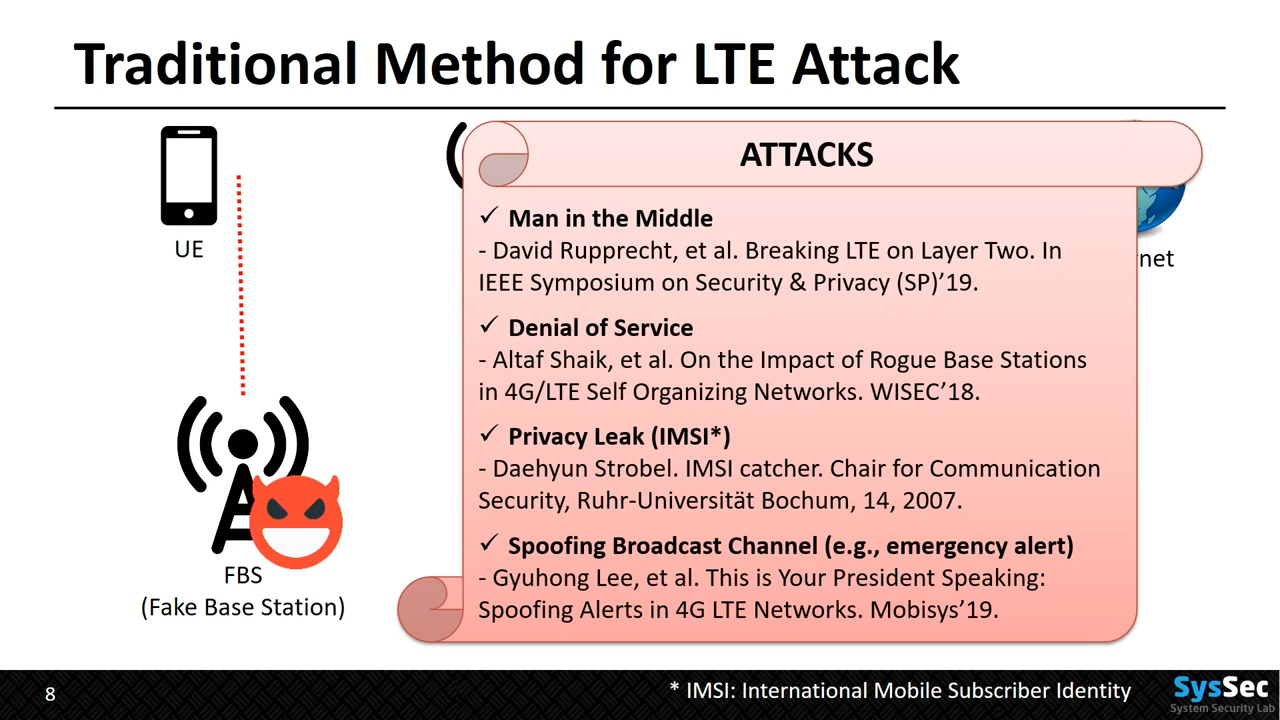 Traditional Method for LTE Attack
UE
FBS
(Fake Base Station)
ATTACKS
✓ Man in the Middle
- David Rupprecht, et al. Breaking LTE on Layer Two. In
IEEE Symposium on Security & Privacy (SP)’19.
✓ Denial of Service
- Altaf Shaik, et al. On the Impact of Rogue Base Stations
in 4G/LTE Self Organizing Networks. WISEC’18.
✓ Privacy Leak (IMSI*)
- Daehyun Strobel. IMSI catcher. Chair for Communication
Security, Ruhr-Universität Bochum, 14, 2007.
✓ Spoofing Broadcast Channel (e.g., emergency alert)
- Gyuhong Lee, et al. This is Your President Speaking:
Spoofing Alerts in 4G LTE Networks. Mobisys’19.
8
* IMSI: International Mobile Subscriber Identity
SysSec
System Security Lab